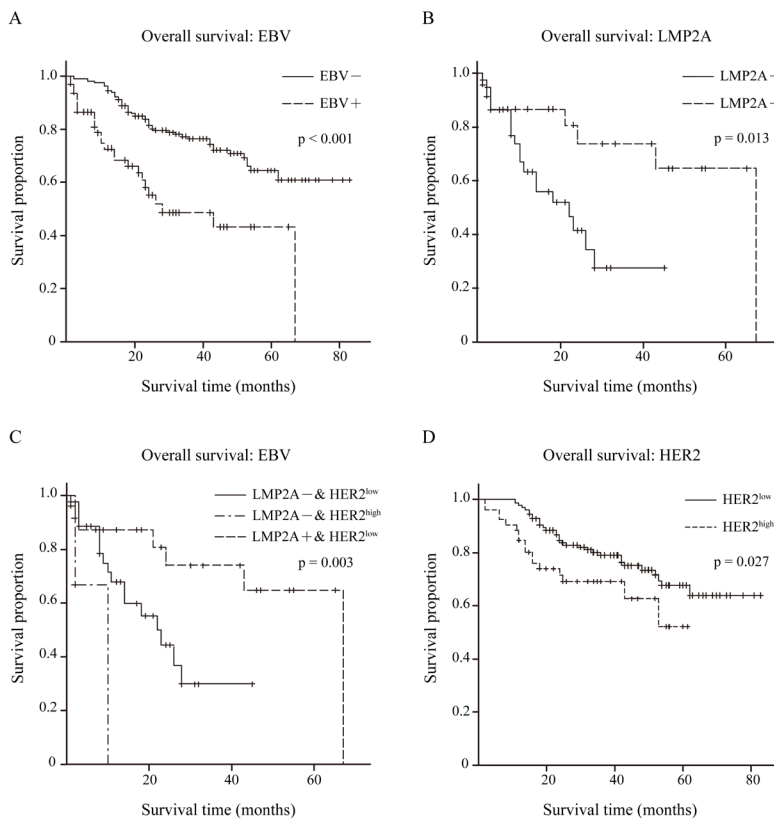 A
Overall survival: EBV
EBV－
EBV＋
p < 0.001
1.0
0.8
0.6
0.4
1.0
0
20
40
60
80
Survival proportion
Survival time (months)
B
Overall survival: LMP2A
LMP2A－
LMP2A－
p = 0.013
1.0
0.8
0.6
0.4
0.2
0
20
40
60
Survival proportion
Survival time (months)
C
Overall survival: EBV
LMP2A－& HER2low
LMP2A－& HER2high
LMP2A＋& HER2low
p = 0.003
1.0
0.8
0.6
0.4
0.2
0
20
40
60
Survival proportion
Survival time (months)
D
Overall survival: HER2
HER2low
HER2high
p = 0.027
1.0
0.8
0.6
0.4
0.2
0
20
40
60
80
Survival proportion
Survival time (months)